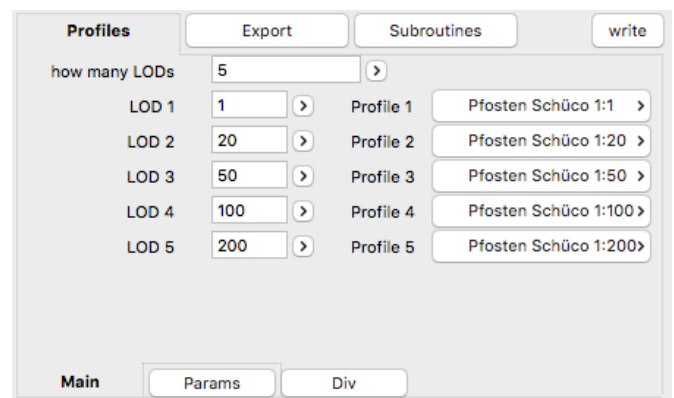 Profiles Export Subroutines write
how many LODs 5 >
LOD 1 1 > Profile 1 Pfosten Schüco 1:1 >
LOD 2 20 > Profile 2 Pfosten Schüco 1:20 >
LOD 3 50 > Profile 3 Pfosten Schüco 1:50 >
LOD 4 100 > Profile 4 Pfosten Schüco 1:100 >
LOD 5 200 > Profile 5 Pfosten Schüco 1:200 >
Main Params Div